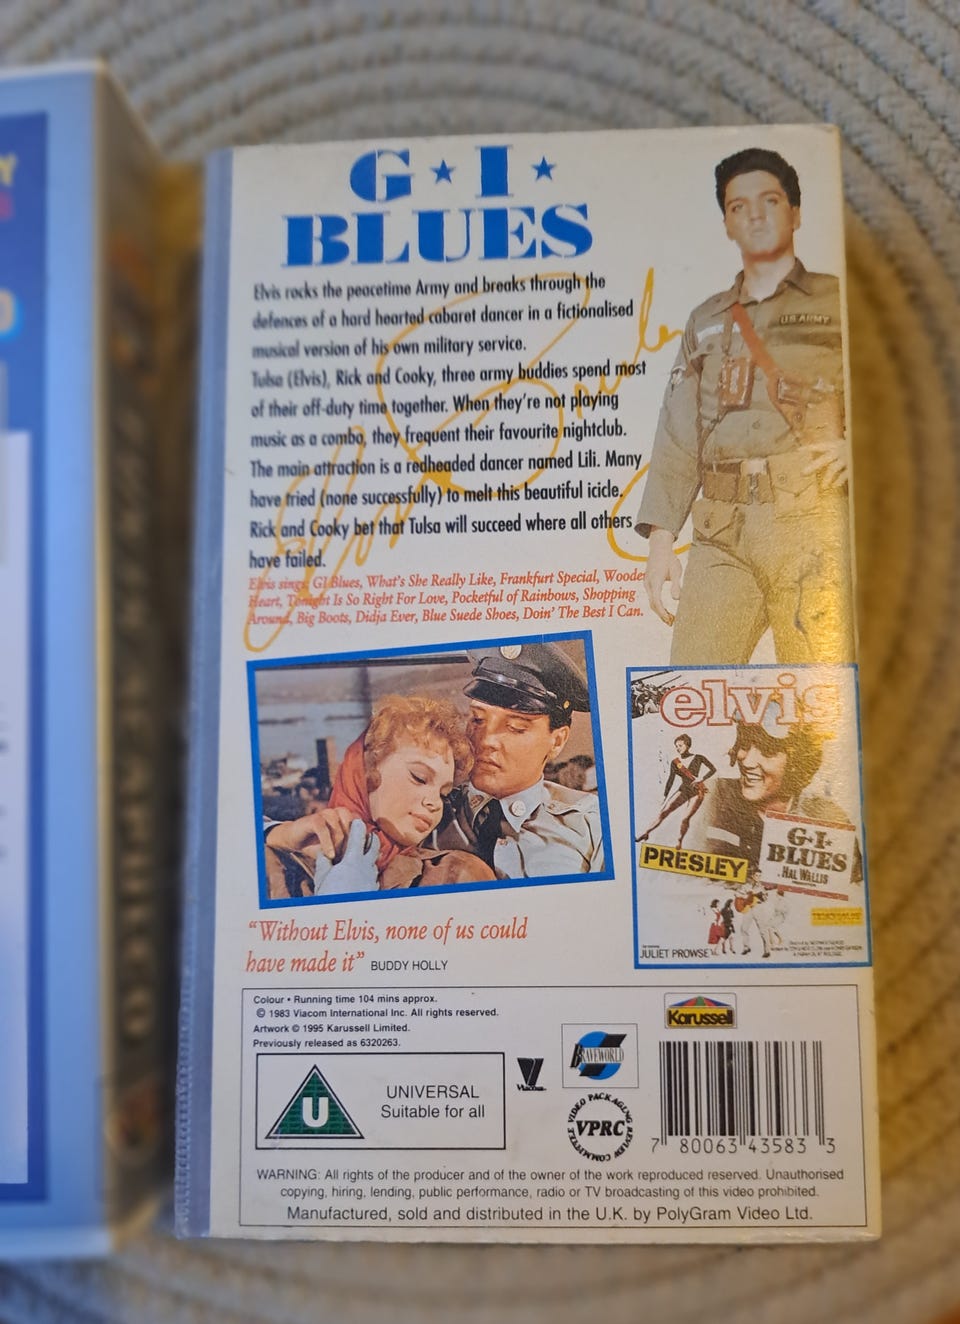 G★I★
BLUES
Elvis rocks the peacetime Army and breaks through the
defences of a hard hearted cabaret dancer in a fictionalised
musical version of his own military service.
Tulsa (Elvis), Rick and Cooky, three army buddies spend most
of their off-duty time together. When they're not playing
music as a combo, they frequent their favourite nightclub.
The main attraction is a redheaded dancer named Lili. Many
have tried (none successfully) to melt this beautiful icicle.
Rick and Cooky bet that Tulsa will succeed where all others
have failed.
Elvis sings: GI Blues, What's She Really Like, Frankfurt Special, Wooden
Heart, Tonight Is So Right For Love, Pocketful of Rainbows, Shopping
Around, Big Boots, Didja Ever, Blue Suede Shoes, Doin' The Best I Can.
U.S. ARMY
elvis
PRESLEY
G·I·
BLUES
HAL WALLIS
TECHNICOLOR
JULIET PROWSE
"Without Elvis, none of us could
have made it" BUDDY HOLLY
Colour • Running time 104 mins approx.
© 1983 Viacom International Inc. All rights reserved.
Artwork © 1995 Karussell Limited.
Previously released as 6320263.
Karussell
U
UNIVERSAL
Suitable for all
Viacom
BRAVEWORLD
VIDEO PACKAGING REVIEW COMMITTEE
VPRC
7 80063 43583 3
WARNING: All rights of the producer and of the owner of the work reproduced reserved. Unauthorised
copying, hiring, lending, public performance, radio or TV broadcasting of this video prohibited.
Manufactured, sold and distributed in the U.K. by PolyGram Video Ltd.